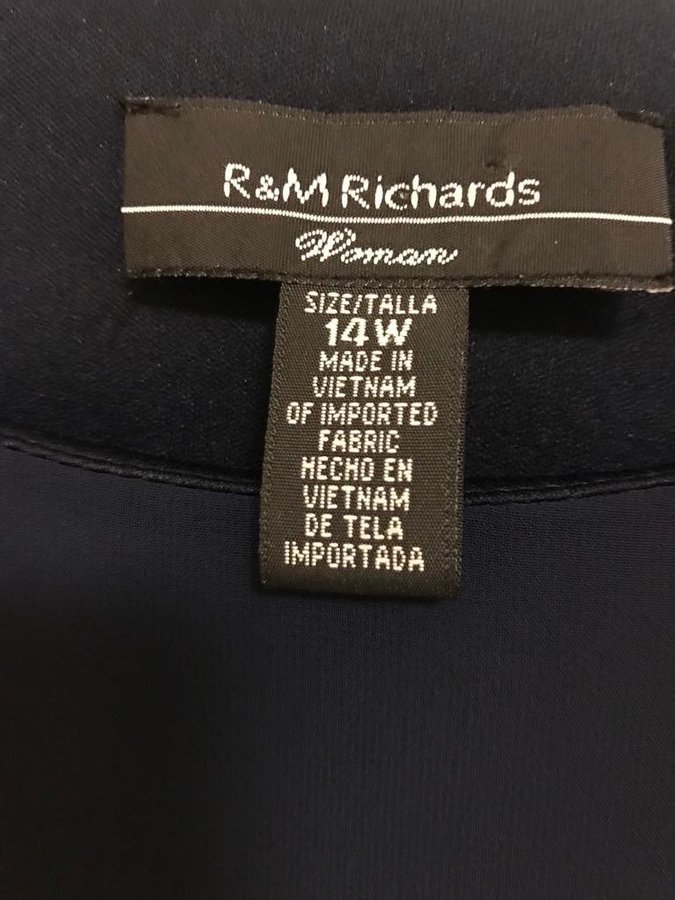 R&M Richards
Woman
SIZE/TALLA
14W
MADE IN
VIETNAM
OF IMPORTED
FABRIC
HECHO EN
VIETNAM
DE TELA
IMPORTADA